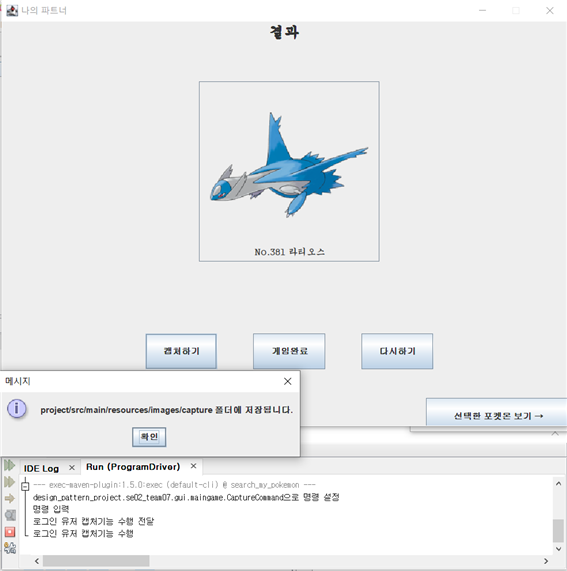 나의 파트너
결과
No.381 라티오스
캡처하기
게임완료
다시하기
메시지
project/src/main/resources/images/capture 폴더에 저장됩니다.
확인
선택한 포켓몬 보기 →
IDE Log
Run (ProgramDriver)
--- exec-maven-plugin:1.5.0:exec (default-cli) @ search_my_pokemon ---
design_pattern_project.se02_team07.gui.maingame.CaptureCommand으로 명령 설정
명령 입력
로그인 유저 캡처기능 수행 전달
로그인 유저 캡처기능 수행